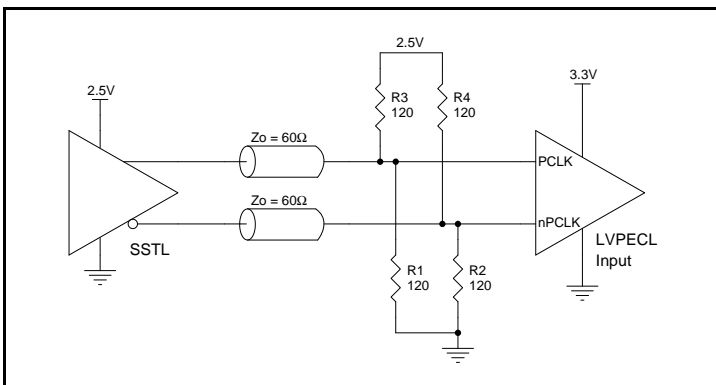 2.5V
3.3V
2.5V
R3
120
R4
120
Zo = 60Ω
PCLK
Zo = 60Ω
nPCLK
SSTL
LVPECL
Input
R1
120
R2
120